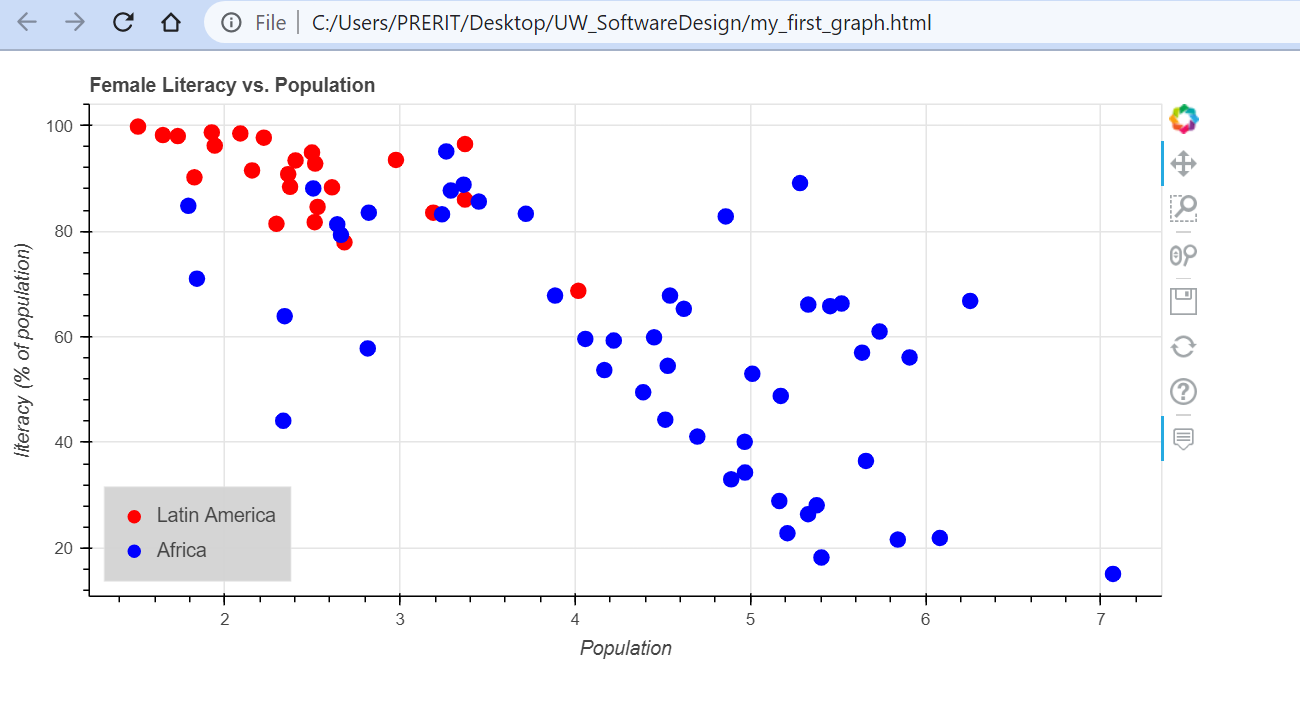 File C:/Users/PRERIT/Desktop/UW_SoftwareDesign/my_first_graph.html
Female Literacy vs. Population
literacy (% of population)
100
80
60
40
20
Latin America
Africa
2 3 4 5 6 7
Population